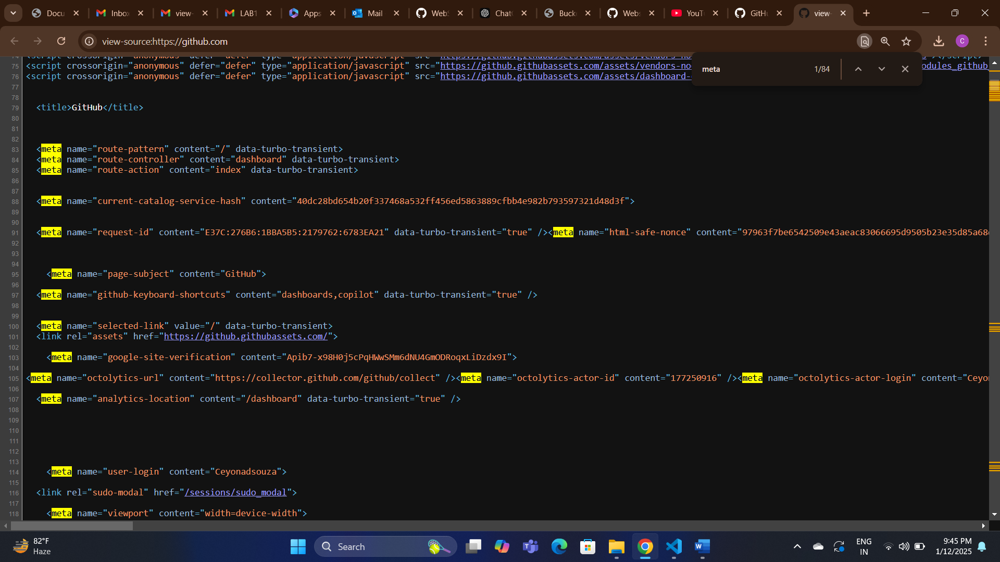 Docu
Inbox
view-
LAB1
Apps
Mail
WebS
ChatG
Bucke
Webs
YouTu
GitHu
view-
view-source:https://github.com
C
meta
1/84
75 <script crossorigin="anonymous" defer="defer" type="application/javascript" src="https://github.githubassets.com/assets/vendors-no odules_github_
76 <script crossorigin="anonymous" defer="defer" type="application/javascript" src="https://github.githubassets.com/assets/dashboard-
77
78
79 <title>GitHub</title>
80
81
82
83 <meta name="route-pattern" content="/" data-turbo-transient>
84 <meta name="route-controller" content="dashboard" data-turbo-transient>
85 <meta name="route-action" content="index" data-turbo-transient>
86
87
88 <meta name="current-catalog-service-hash" content="40dc28bd654b20f337468a532ff456ed5863889cfbb4e982b793597321d48d3f">
89
90
91 <meta name="request-id" content="E37C:276B6:1BBA5B5:2179762:6783EA21" data-turbo-transient="true" /><meta name="html-safe-nonce" content="97963f7be6542509e43aeac83066695d9505b23e35d85a68
92
93
94
95 <meta name="page-subject" content="GitHub">
96
97 <meta name="github-keyboard-shortcuts" content="dashboards,copilot" data-turbo-transient="true" />
98
99
100 <meta name="selected-link" value="/" data-turbo-transient>
101 <link rel="assets" href="https://github.githubassets.com/">
102
103 <meta name="google-site-verification" content="Apib7-x98H0j5cPqHWwSMm6dNU4GmODRoqxLiDzdx9I">
104
105 <meta name="octolytics-url" content="https://collector.github.com/github/collect" /><meta name="octolytics-actor-id" content="177250916" /><meta name="octolytics-actor-login" content="Ceyo
106
107 <meta name="analytics-location" content="/dashboard" data-turbo-transient="true" />
108
109
110
111
112
113
114 <meta name="user-login" content="Ceyonadsouza">
115
116 <link rel="sudo-modal" href="/sessions/sudo_modal">
117
118 <meta name="viewport" content="width=device-width">
82°F
Haze
Search
ENG
IN
9:45 PM
1/12/2025